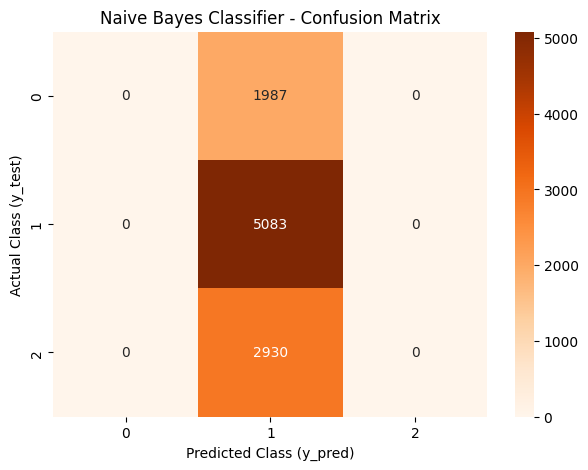 Naive Bayes Classifier - Confusion Matrix
Actual Class (y_test)
0
0 1987 0
1
0 5083 0
2
0 2930 0
0 1 2
Predicted Class (y_pred)
5000
4000
3000
2000
1000
0